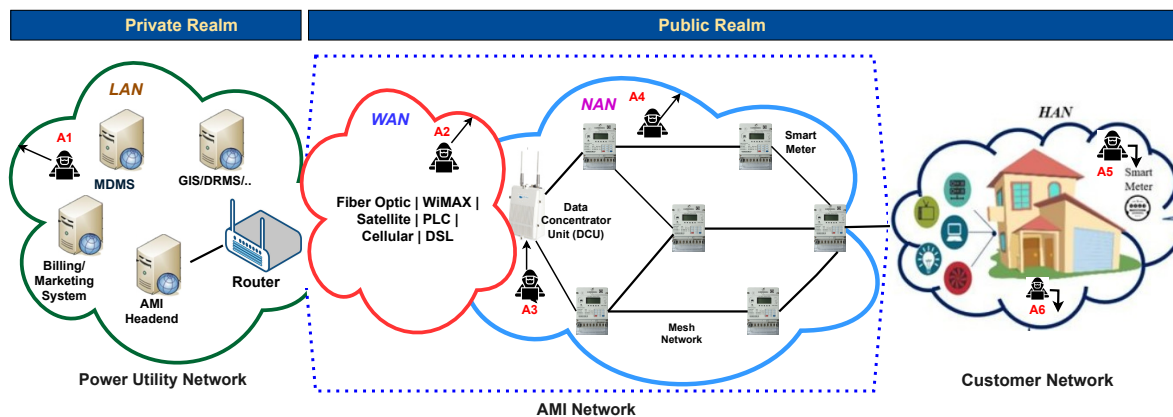 Private Realm
Public Realm
LAN
A1
MDMS
GIS/DRMS/..
Billing/
Marketing
System
AMI
Headend
Router
Power Utility Network
WAN
A2
Fiber Optic | WiMAX |
Satellite | PLC |
Cellular | DSL
NAN
A4
Smart
Meter
Data
Concentrator
Unit (DCU)
A3
Mesh
Network
AMI Network
HAN
A5
Smart
Meter
A6
Customer Network